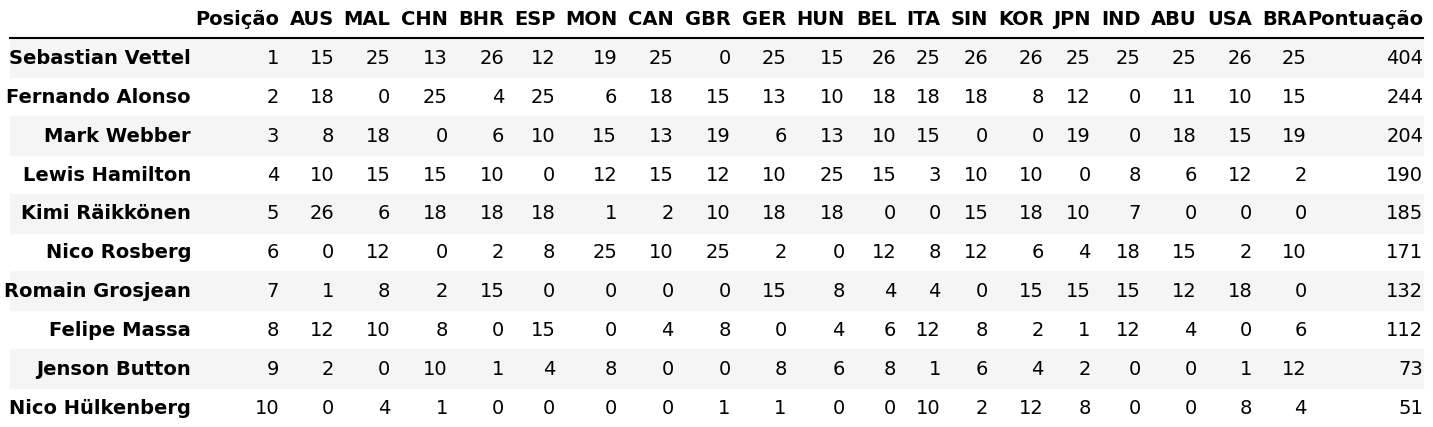 Posição AUS MAL CHN BHR ESP MON CAN GBR GER HUN BEL ITA SIN KOR JPN IND ABU USA BRA Pontuação
Sebastian Vettel 1 15 25 13 26 12 19 25 0 25 15 26 25 26 26 25 25 25 26 25 404
Fernando Alonso 2 18 0 25 4 25 6 18 15 13 10 18 18 18 8 12 0 11 10 15 244
Mark Webber 3 8 18 0 6 10 15 13 19 6 13 10 15 0 0 19 0 18 15 19 204
Lewis Hamilton 4 10 15 15 10 0 12 15 12 10 25 15 3 10 10 0 8 6 12 2 190
Kimi Räikkönen 5 26 6 18 18 18 1 2 10 18 18 0 0 15 18 10 7 0 0 0 185
Nico Rosberg 6 0 12 0 2 8 25 10 25 2 0 12 8 12 6 4 18 15 2 10 171
Romain Grosjean 7 1 8 2 15 0 0 0 0 15 8 4 4 0 15 15 15 12 18 0 132
Felipe Massa 8 12 10 8 0 15 0 4 8 0 4 6 12 8 2 1 12 4 0 6 112
Jenson Button 9 2 0 10 1 4 8 0 0 8 6 8 1 6 4 2 0 0 1 12 73
Nico Hülkenberg 10 0 4 1 0 0 0 0 1 1 0 0 10 2 12 8 0 0 8 4 51